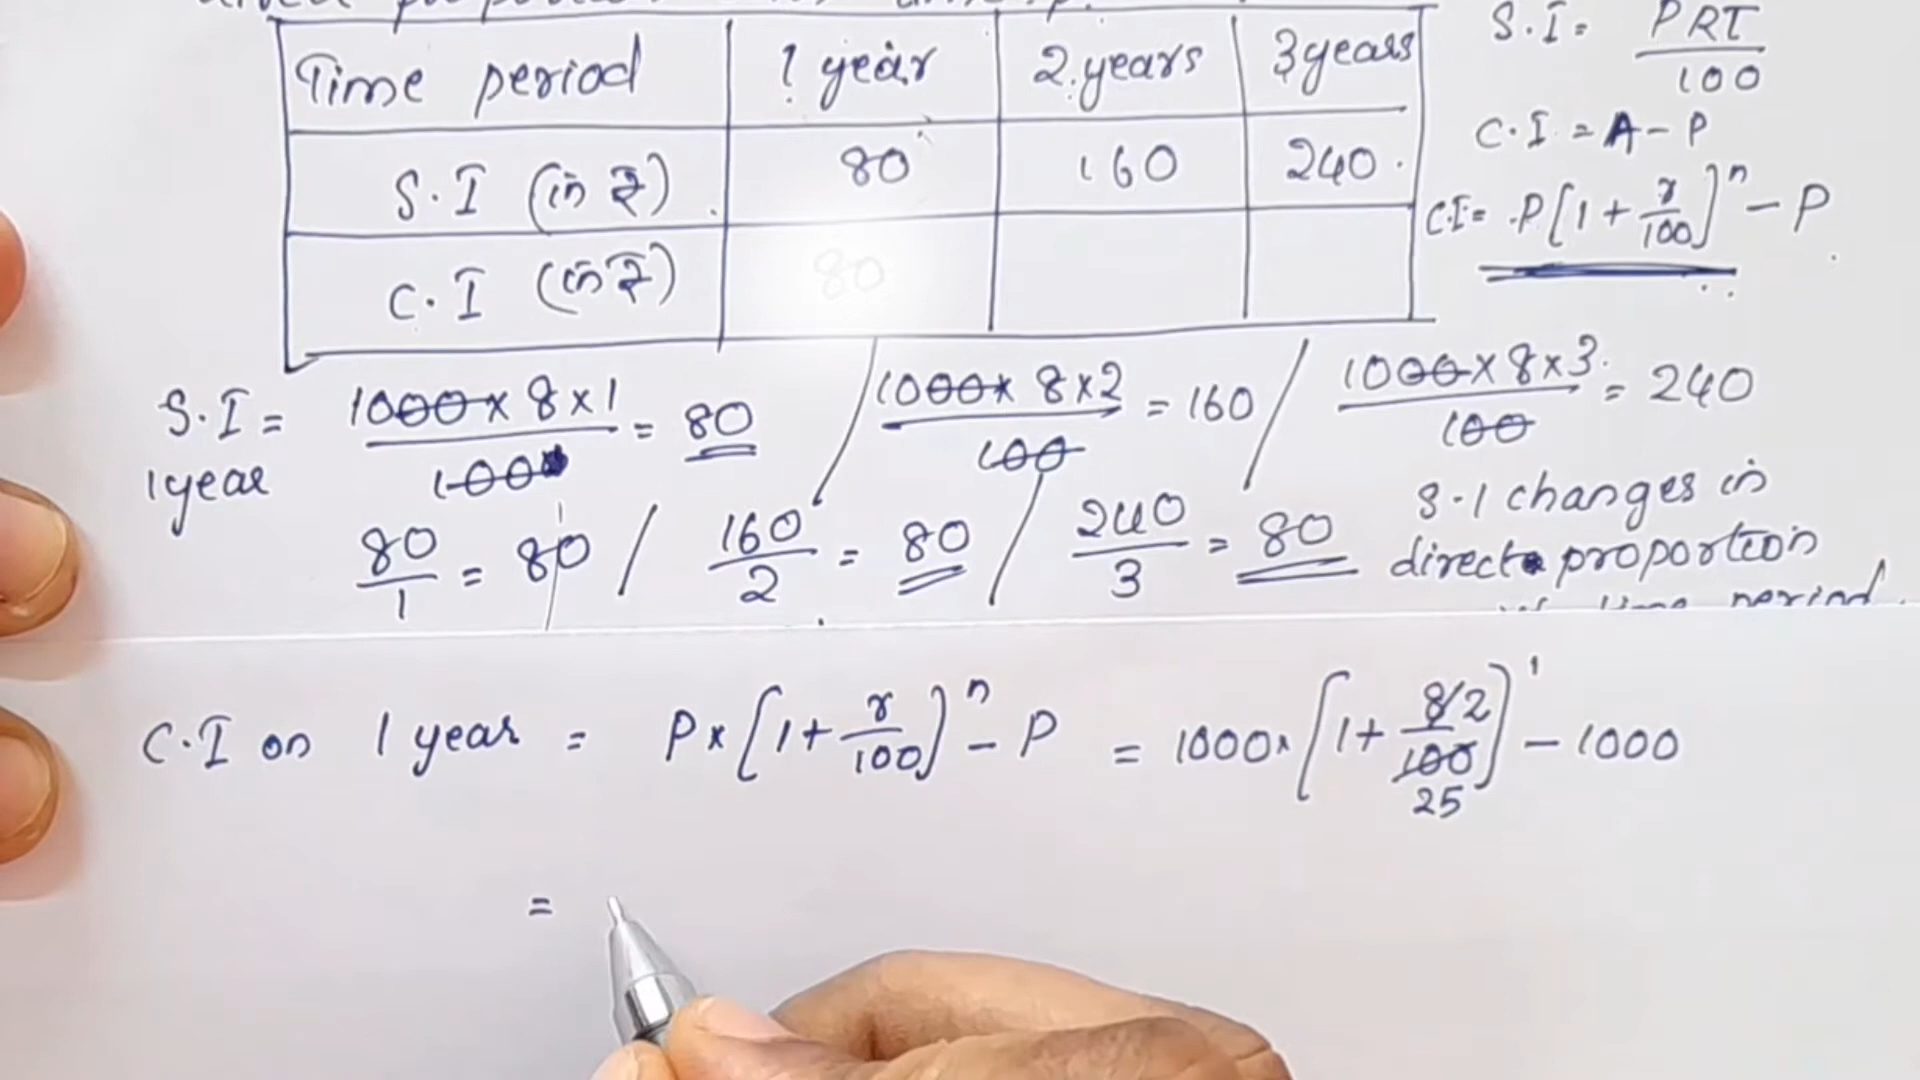 Time period 1 year 2 years 3 years
S.I (in ₹) 80 160 240
C.I (in ₹) 80
S.I = PRT/100
C.I = A - P
C.I = P[1 + r/100]ⁿ - P
S.I = 1000 x 8 x 1/100 = 80 / 1000 x 8 x 2/100 = 160 / 1000 x 8 x 3/100 = 240
1 year
80/1 = 80 / 160/2 = 80 / 240/3 = 80
S.I changes in
direct proportion
time period.
C.I on 1 year = P x [1 + r/100]ⁿ - P = 1000 x [1 + 8/2 / 100 25]¹ - 1000
=